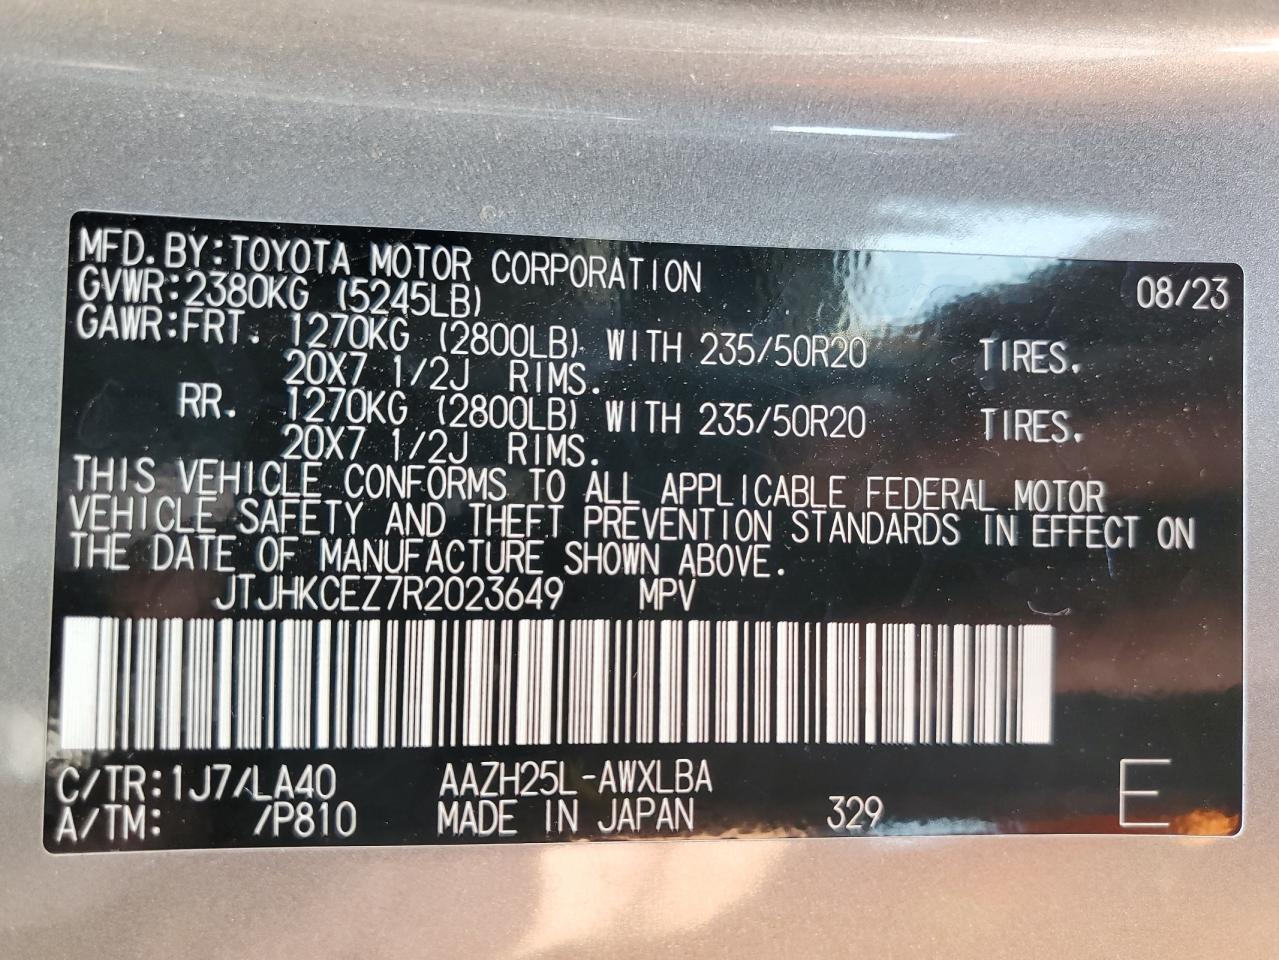 MFD. BY:TOYOTA MOTOR CORPORATION 08/23
GVWR:2380KG (5245LB)
GAWR:FRT. 1270KG (2800LB) WITH 235/50R20 TIRES.
20X7 1/2J RIMS.
RR. 1270KG (2800LB) WITH 235/50R20 TIRES.
20X7 1/2J RIMS.
THIS VEHICLE CONFORMS TO ALL APPLICABLE FEDERAL MOTOR
VEHICLE SAFETY AND THEFT PREVENTION STANDARDS IN EFFECT ON
THE DATE OF MANUFACTURE SHOWN ABOVE.
JTJHKCEZ7R2023649 MPV
C/TR:1J7/LA40 AAZH25L-AWXLBA
A/TM: /P810 MADE IN JAPAN 329 E